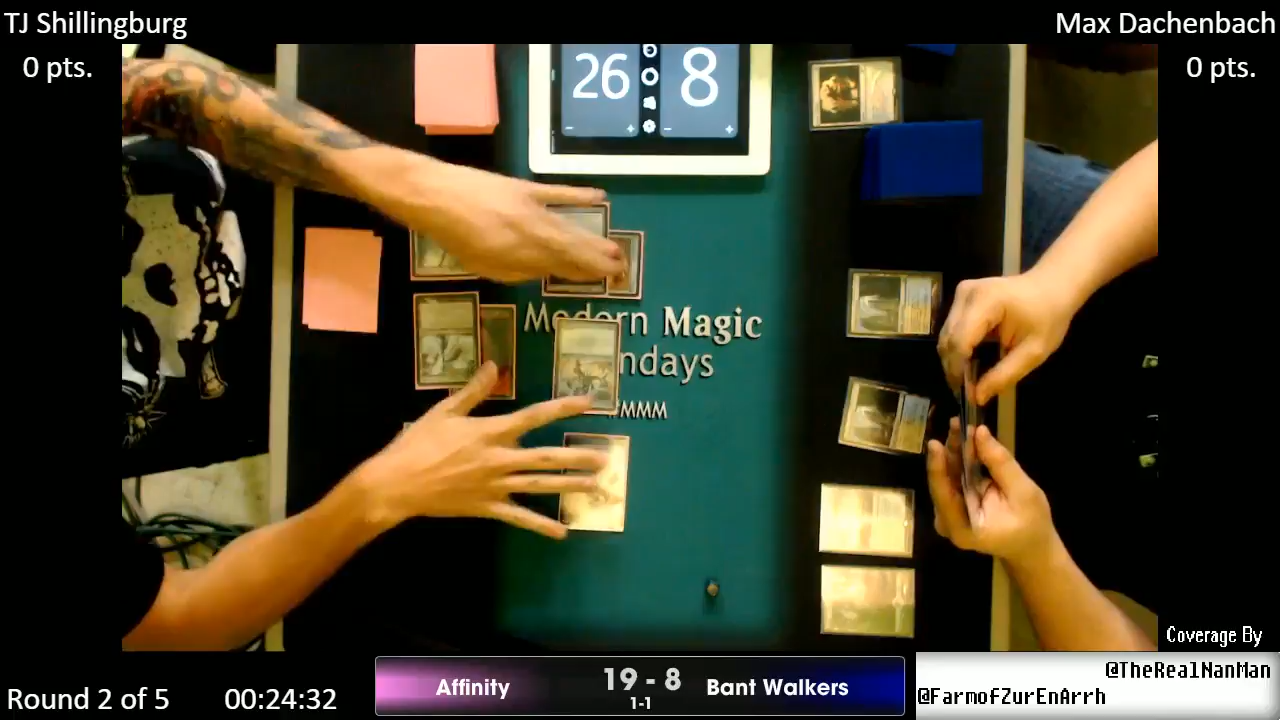 TJ Shillingburg
Max Dachenbach
0 pts.
0 pts.
26
8
Modern Magic
ndays
#MMM
Coverage By
@TheRealNanMan
@FarmofZurEnArrh
Round 2 of 5
00:24:32
Affinity
19 - 8
1-1
Bant Walkers